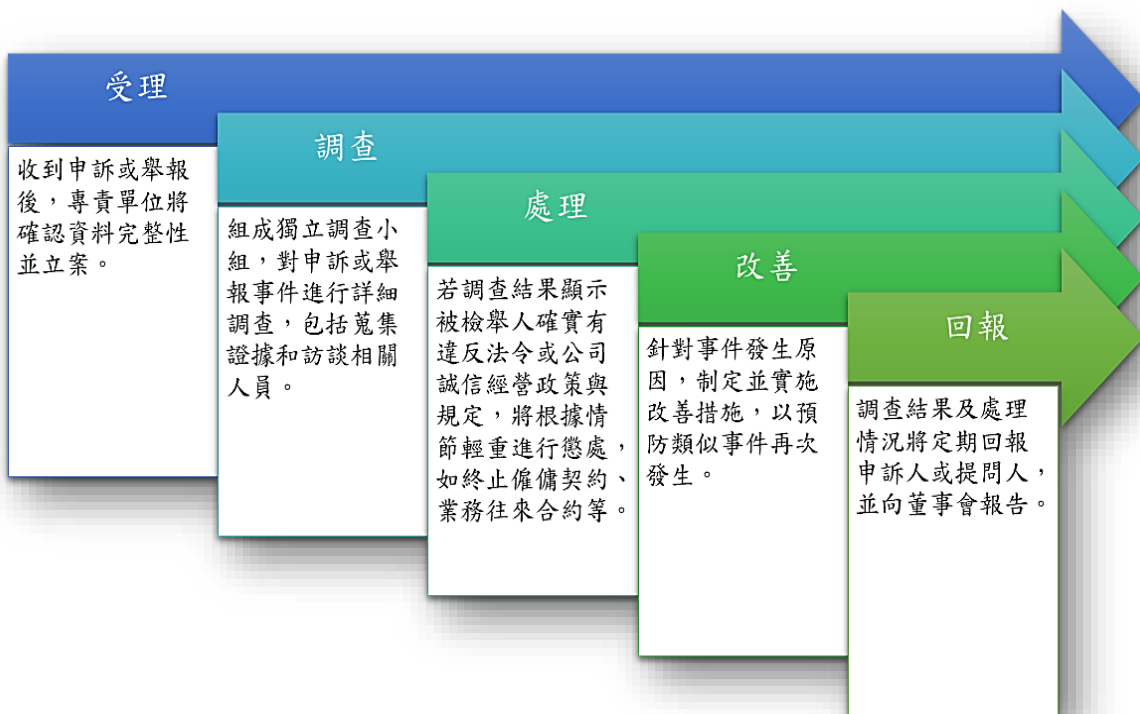 受理
收到申訴或舉報
後，專責單位將
確認資料完整性
並立案。
調查
組成獨立調查小
組，對申訴或舉
報事件進行詳細
調查，包括蒐集
證據和訪談相關
人員。
處理
若調查結果顯示
被檢舉人確實有
違反法令或公司
誠信經營政策與
規定，將根據情
節輕重進行懲處，
如終止僱傭契約、
業務往來合約等。
改善
針對事件發生原
因，制定並實施
改善措施，以預
防類似事件再次
發生。
回報
調查結果及處理
情況將定期回報
申訴人或提問人，
並向董事會報告。